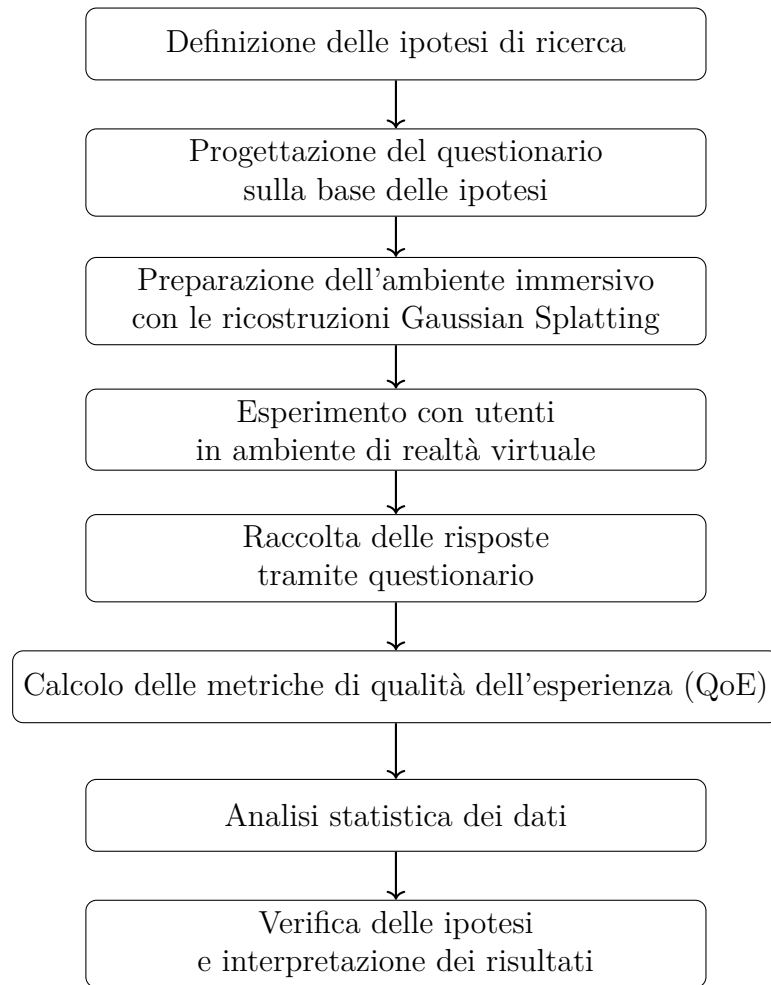 Definizione delle ipotesi di ricerca
Progettazione del questionario
sulla base delle ipotesi
Preparazione dell'ambiente immersivo
con le ricostruzioni Gaussian Splatting
Esperimento con utenti
in ambiente di realtà virtuale
Raccolta delle risposte
tramite questionario
Calcolo delle metriche di qualità dell'esperienza (QoE)
Analisi statistica dei dati
Verifica delle ipotesi
e interpretazione dei risultati